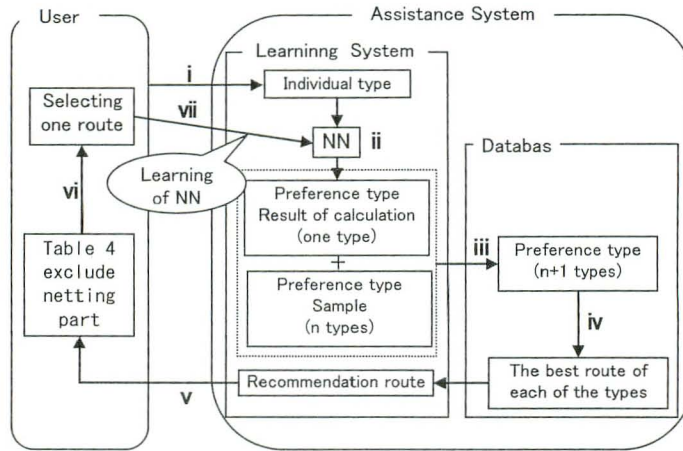 User
Assistance System
Learninng System
i
Individual type
Selecting
one route
vii
NN
ii
Databas
Learning
of NN
vi
Preference type
Result of calculation
(one type)
+
Preference type
Sample
(n types)
iii
Preference type
(n+1 types)
Table 4
exclude
netting
part
iv
The best route of
each of the types
Recommendation route
v